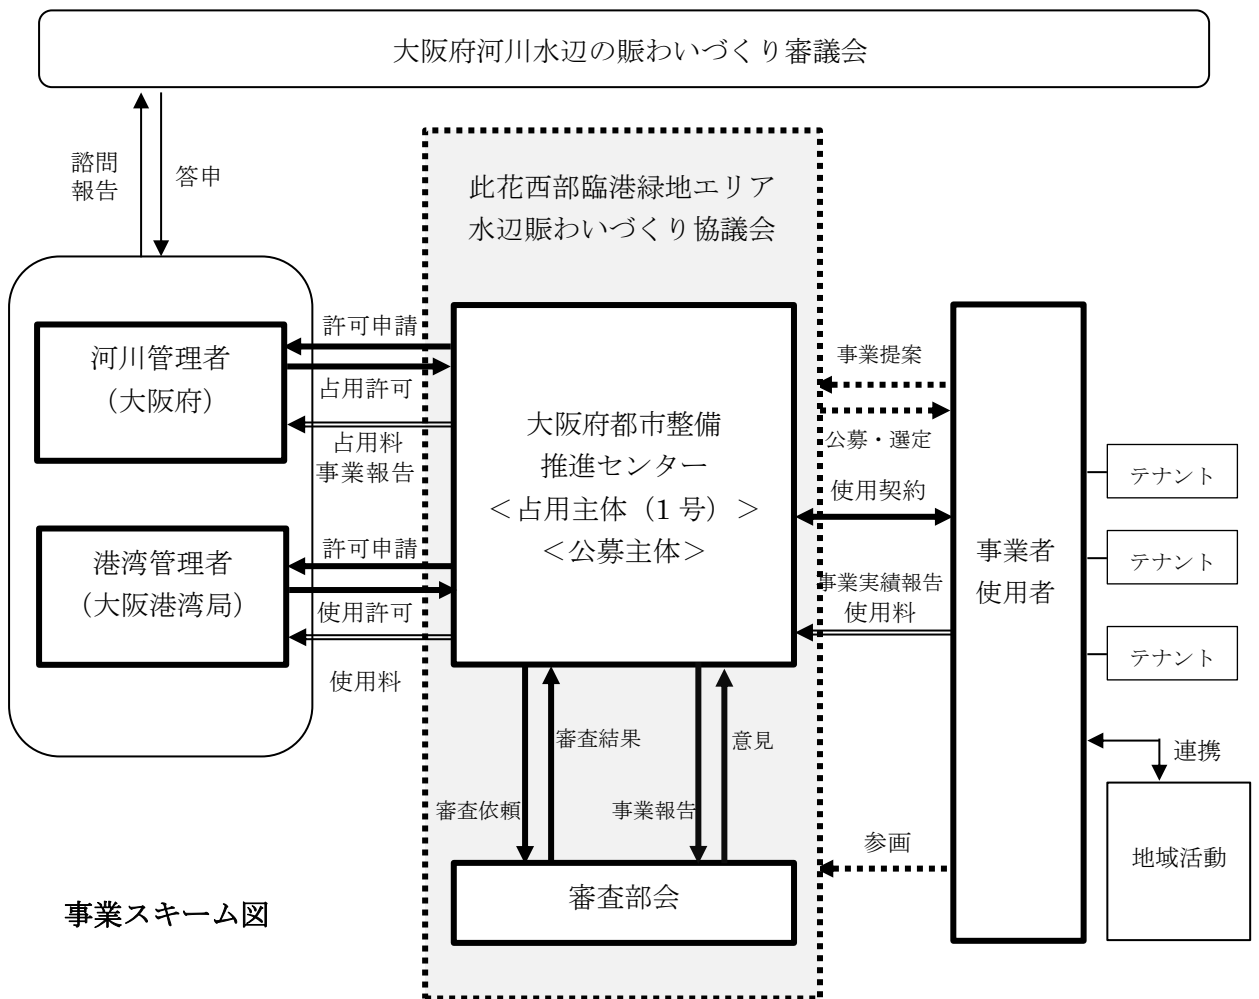 大阪府河川水辺の賑わいづくり審議会
諮問
報告
答申
此花西部臨港緑地エリア
水辺賑わいづくり協議会
河川管理者
(大阪府)
許可申請
占用許可
占用料
事業報告
港湾管理者
(大阪港湾局)
許可申請
使用許可
使用料
大阪府都市整備
推進センター
<占用主体(1号)>
<公募主体>
事業提案
公募・選定
使用契約
事業実績報告
使用料
事業者
使用者
テナント
テナント
テナント
連携
地域活動
審査依頼
審査結果
事業報告
意見
審査部会
参画
事業スキーム図